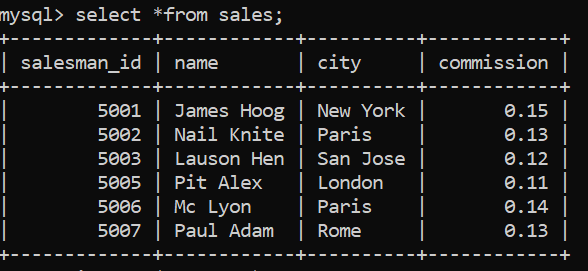 mysql> select *from sales;
+-------------+------------+----------+------------+
| salesman_id | name       | city     | commission |
+-------------+------------+----------+------------+
|        5001 | James Hoog | New York |       0.15 |
|        5002 | Nail Knite | Paris    |       0.13 |
|        5003 | Lauson Hen | San Jose |       0.12 |
|        5005 | Pit Alex   | London   |       0.11 |
|        5006 | Mc Lyon    | Paris    |       0.14 |
|        5007 | Paul Adam  | Rome     |       0.13 |
+-------------+------------+----------+------------+